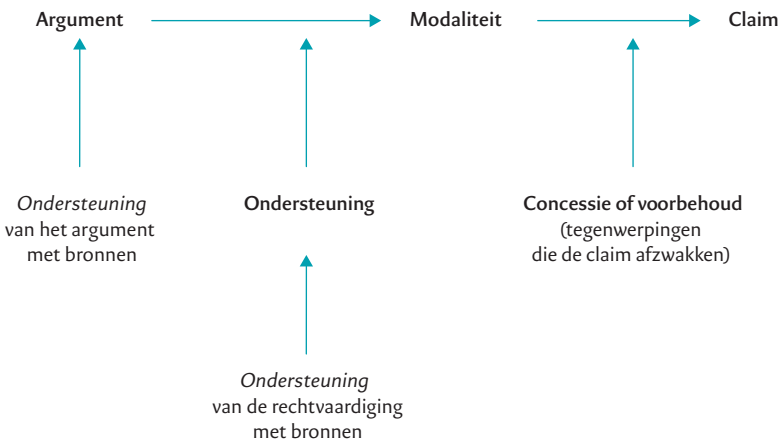 Argument
Modaliteit
Claim
Ondersteuning
van het argument
met bronnen
Ondersteuning
Concessie of voorbehoud
(tegenwerpingen
die de claim afzwakken)
Ondersteuning
van de rechtvaardiging
met bronnen